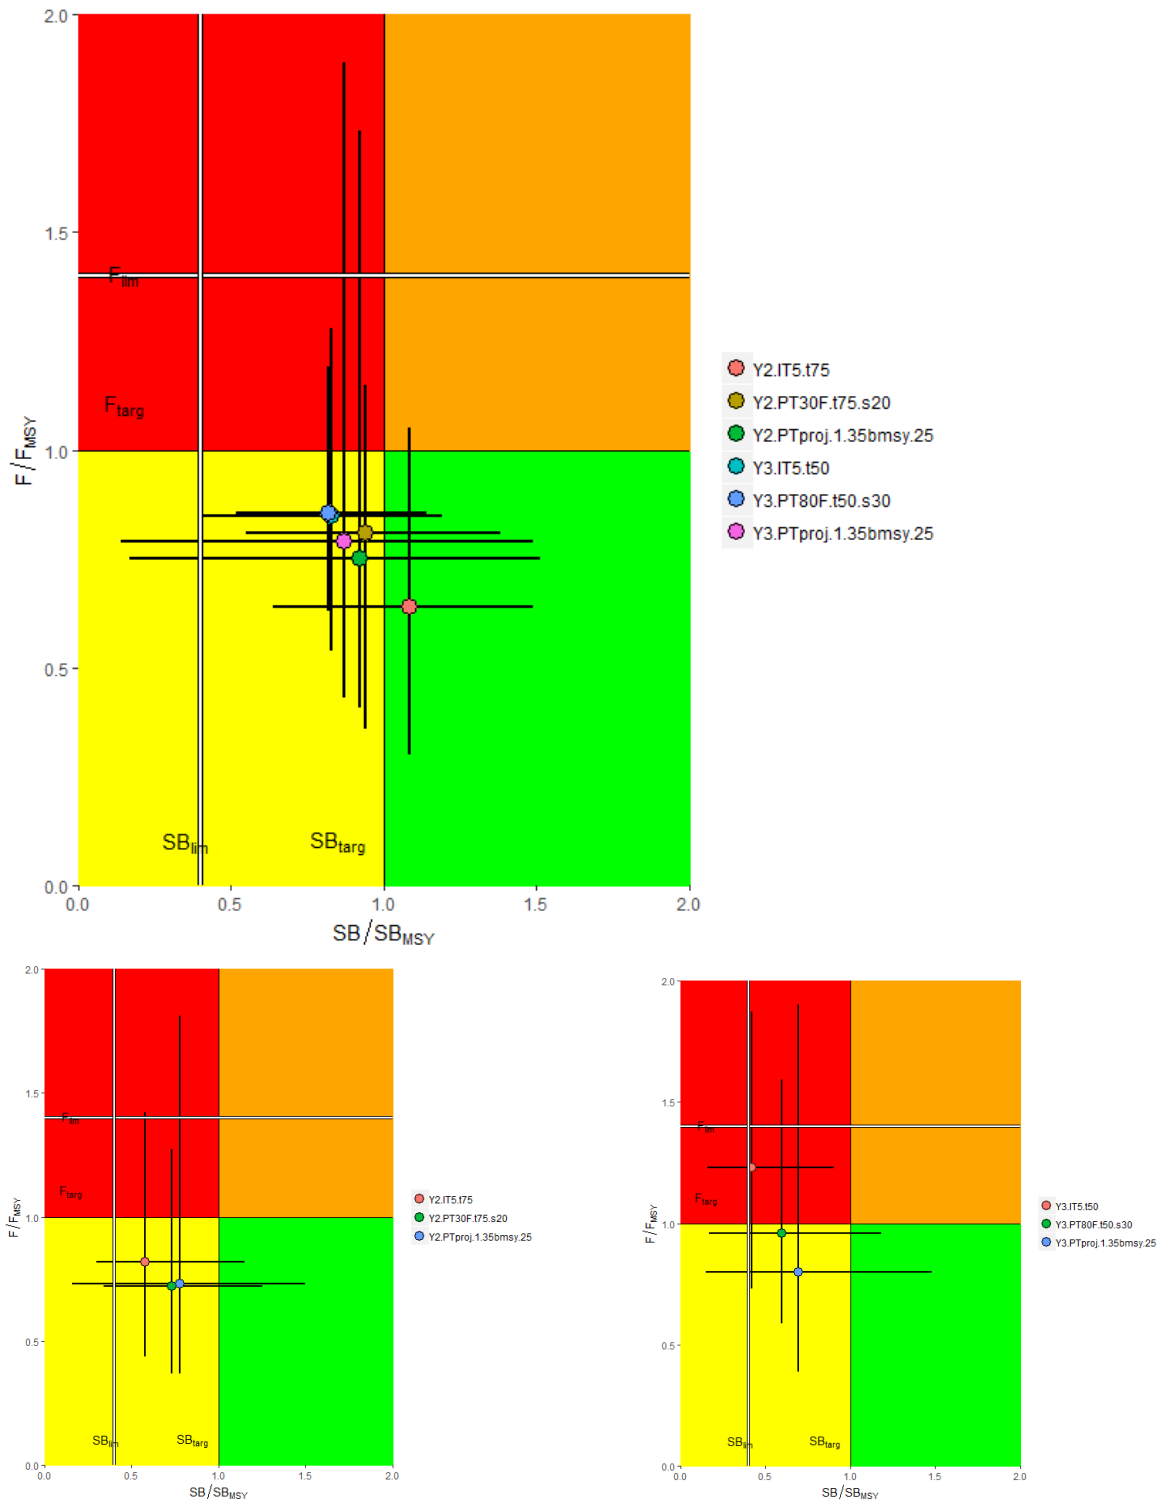 2.0
1.5
1.0
0.5
0.0
F/F_MSY
F_lim
F_targ
SB_lim
SB_targ
0.0 0.5 1.0 1.5 2.0
SB/SB_MSY
Y2.IT5.t75
Y2.PT30F.t75.s20
Y2.PTproj.1.35bmsy.25
Y3.IT5.t50
Y3.PT80F.t50.s30
Y3.PTproj.1.35bmsy.25
2.0
1.5
1.0
0.5
0.0
F/F_MSY
F_lim
F_targ
SB_lim
SB_targ
0.0 0.5 1.0 1.5 2.0
SB/SB_MSY
Y2.IT5.t75
Y2.PT30F.t75.s20
Y2.PTproj.1.35bmsy.25
2.0
1.5
1.0
0.5
0.0
F/F_MSY
F_lim
F_targ
SB_lim
SB_targ
0.0 0.5 1.0 1.5 2.0
SB/SB_MSY
Y3.IT5.t50
Y3.PT80F.t50.s30
Y3.PTproj.1.35bmsy.25